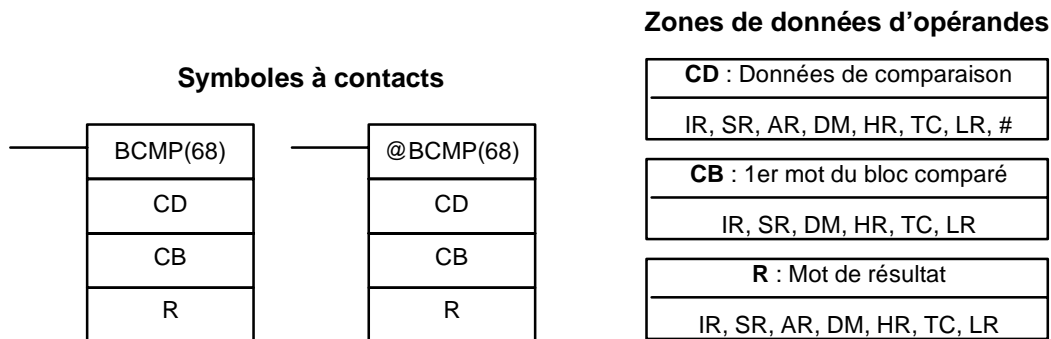 Zones de données d'opérandes
Symboles à contacts
BCMP(68)
CD
CB
R
@BCMP(68)
CD
CB
R
CD : Données de comparaison
IR, SR, AR, DM, HR, TC, LR, #
CB : 1er mot du bloc comparé
IR, SR, DM, HR, TC, LR
R : Mot de résultat
IR, SR, AR, DM, HR, TC, LR